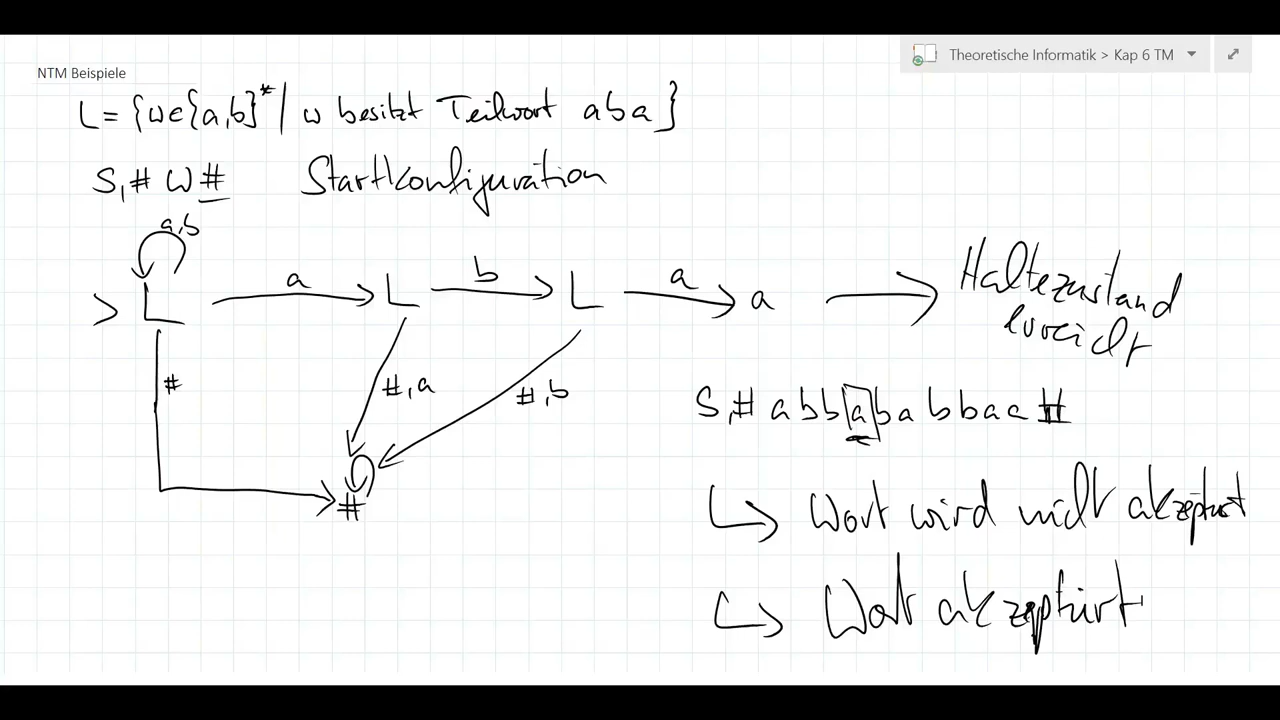 Theoretische Informatik > Kap 6 TM
NTM Beispiele
L = {w∈{a,b}* | w besitzt Teilwort aba}
s,# w # Startkonfiguration
a,b
> L a L b L a a Haltezustand
erreicht
# #,a #,b
s,# abbababbaa #
#
↳ Wort wird nicht akzeptiert
↳ Wort akzeptiert